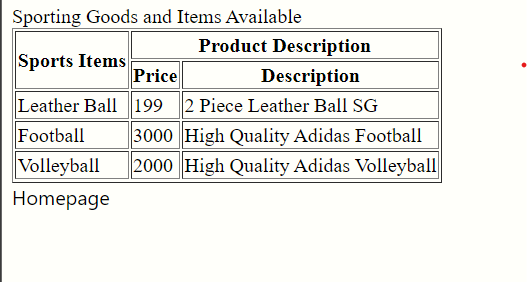 Sporting Goods and Items Available
Sports Items Product Description
Price Description
Leather Ball 199 2 Piece Leather Ball SG
Football 3000 High Quality Adidas Football
Volleyball 2000 High Quality Adidas Volleyball
Homepage